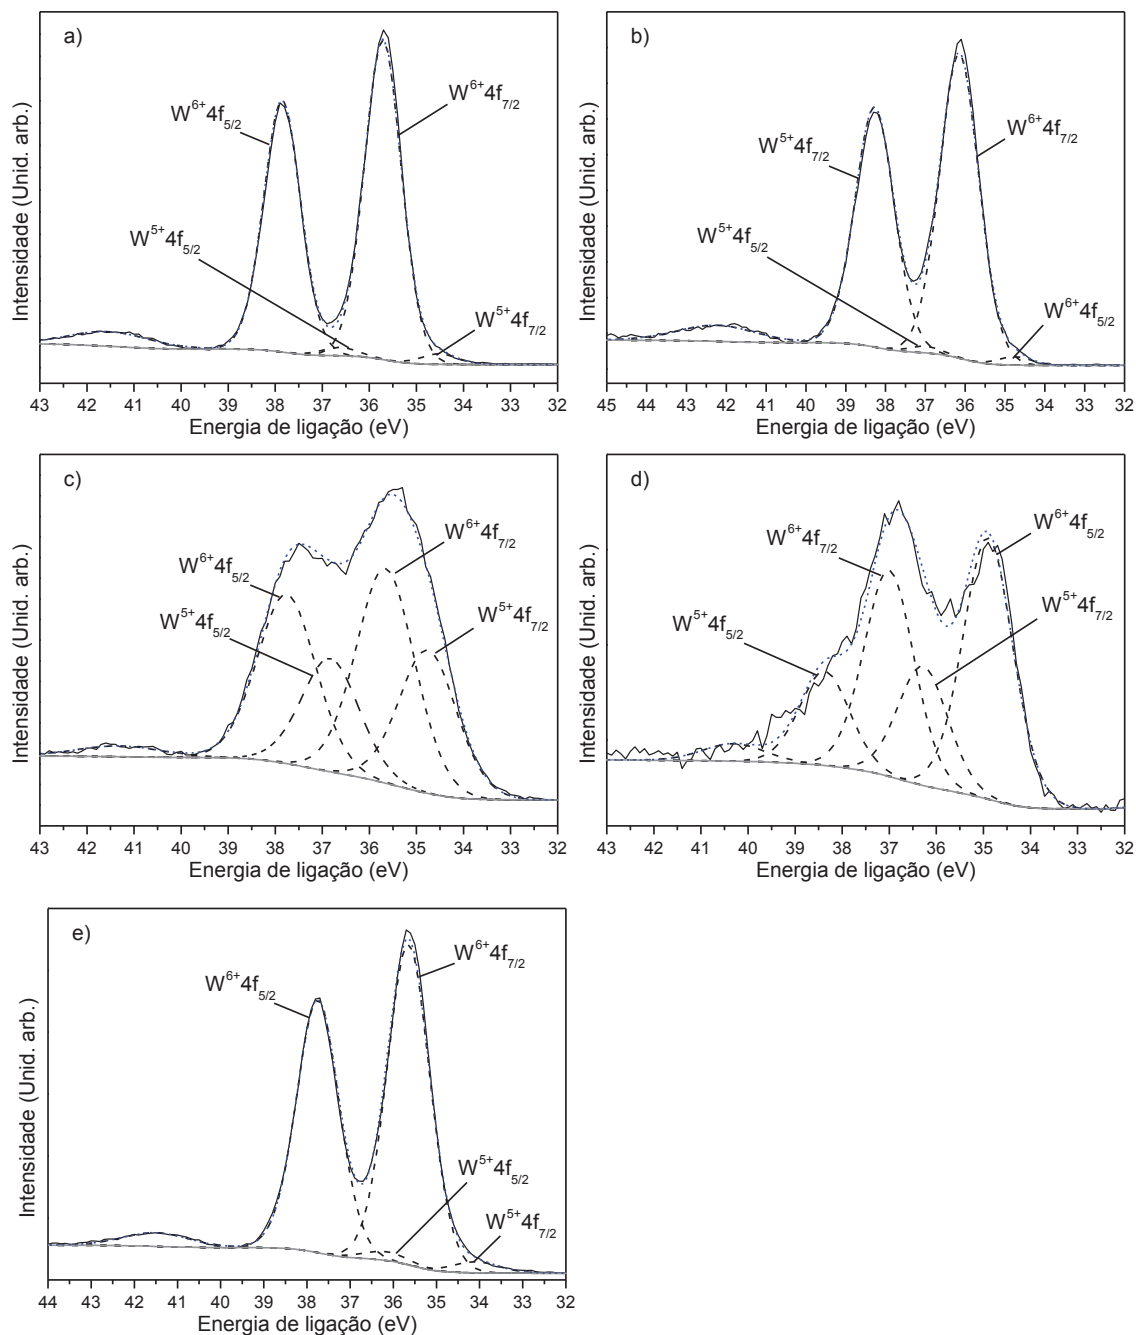 a)
W⁶⁺4f₇/₂
W⁶⁺4f₅/₂
W⁵⁺4f₅/₂
W⁵⁺4f₇/₂
Intensidade (Unid. arb.)
43 42 41 40 39 38 37 36 35 34 33 32
Energia de ligação (eV)
b)
W⁶⁺4f₇/₂
W⁵⁺4f₇/₂
W⁵⁺4f₅/₂
W⁶⁺4f₅/₂
Intensidade (Unid. arb.)
45 44 43 42 41 40 39 38 37 36 35 34 33 32
Energia de ligação (eV)
c)
W⁶⁺4f₇/₂
W⁶⁺4f₅/₂
W⁵⁺4f₅/₂
W⁵⁺4f₇/₂
Intensidade (Unid. arb.)
43 42 41 40 39 38 37 36 35 34 33 32
Energia de ligação (eV)
d)
W⁶⁺4f₅/₂
W⁶⁺4f₇/₂
W⁵⁺4f₇/₂
W⁵⁺4f₅/₂
Intensidade (Unid. arb.)
43 42 41 40 39 38 37 36 35 34 33 32
Energia de ligação (eV)
e)
W⁶⁺4f₇/₂
W⁶⁺4f₅/₂
W⁵⁺4f₅/₂
W⁵⁺4f₇/₂
Intensidade (Unid. arb.)
44 43 42 41 40 39 38 37 36 35 34 33 32
Energia de ligação (eV)